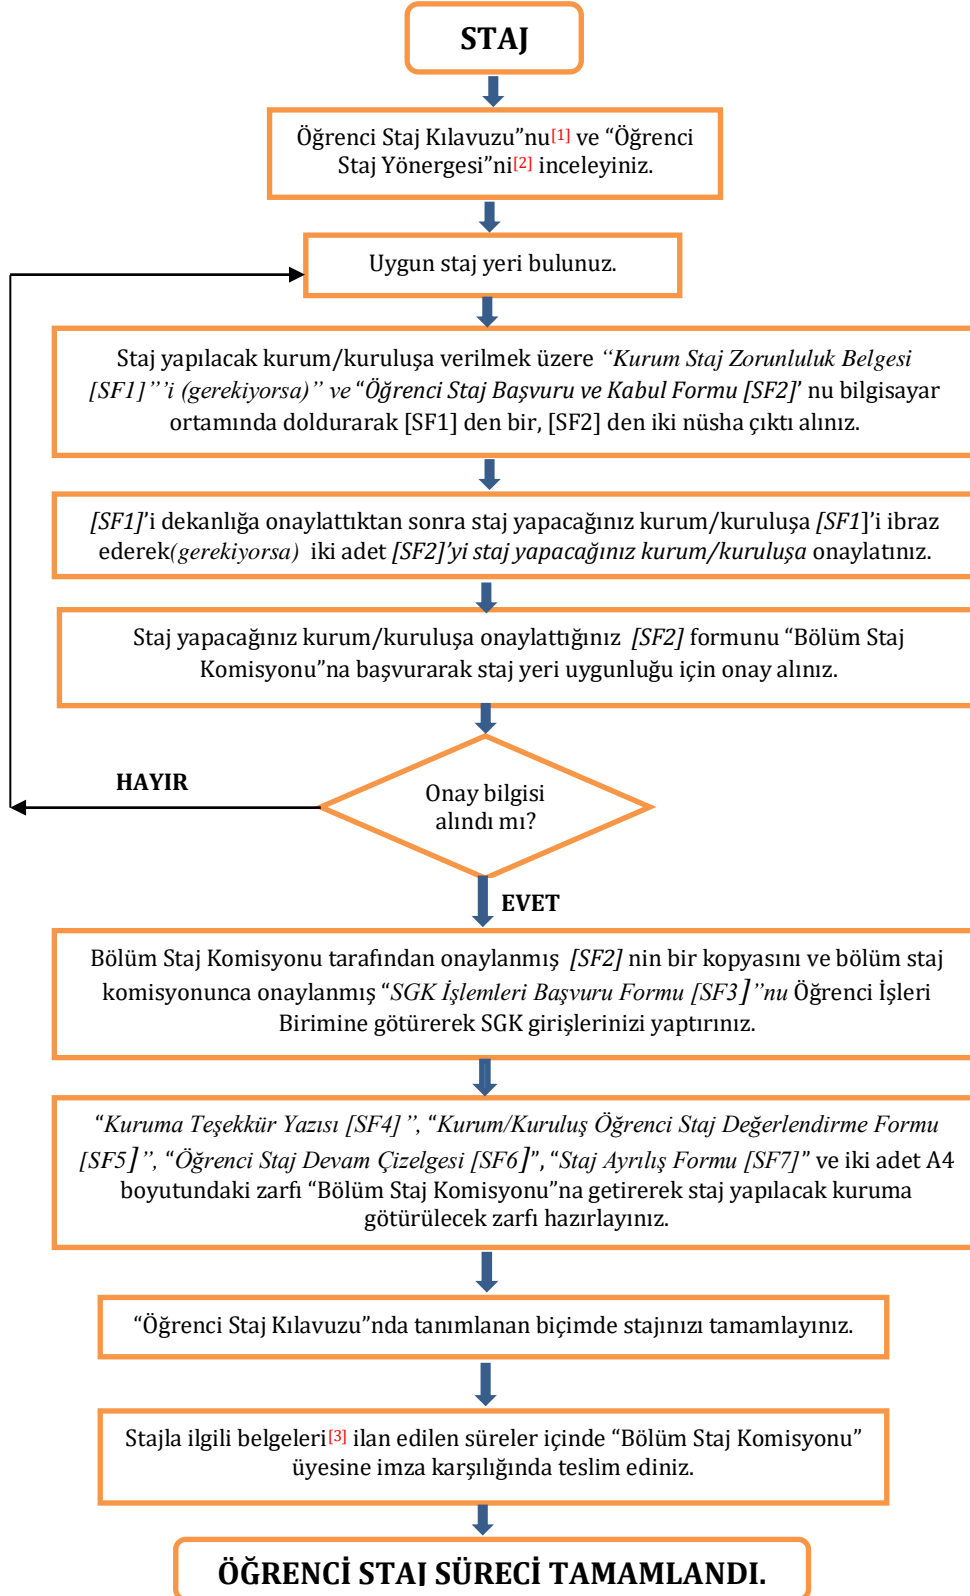 STAJ
Öğrenci Staj Kılavuzu”nu[1] ve “Öğrenci
Staj Yönergesi”ni[2] inceleyiniz.
Uygun staj yeri bulunuz.
Staj yapılacak kurum/kuruluşa verilmek üzere “Kurum Staj Zorunluluk Belgesi
[SF1]”’i (gerekiyorsa)” ve “Öğrenci Staj Başvuru ve Kabul Formu [SF2]’ nu bilgisayar
ortamında doldurarak [SF1] den bir, [SF2] den iki nüsha çıktı alınız.
[SF1]’i dekanlığa onaylattıktan sonra staj yapacağınız kurum/kuruluşa [SF1]’i ibraz
ederek(gerekiyorsa) iki adet [SF2]’yi staj yapacağınız kurum/kuruluşa onaylatınız.
Staj yapacağınız kurum/kuruluşa onaylattığınız [SF2] formunu “Bölüm Staj
Komisyonu”na başvurarak staj yeri uygunluğu için onay alınız.
HAYIR
Onay bilgisi
alındı mı?
EVET
Bölüm Staj Komisyonu tarafından onaylanmış [SF2] nin bir kopyasını ve bölüm staj
komisyonunca onaylanmış “SGK İşlemleri Başvuru Formu [SF3]”nu Öğrenci İşleri
Birimine götürerek SGK girişlerinizi yaptırınız.
“Kuruma Teşekkür Yazısı [SF4]”, “Kurum/Kuruluş Öğrenci Staj Değerlendirme Formu
[SF5]”, “Öğrenci Staj Devam Çizelgesi [SF6]”, “Staj Ayrılış Formu [SF7]” ve iki adet A4
boyutundaki zarfı “Bölüm Staj Komisyonu”na getirerek staj yapılacak kuruma
götürülecek zarfı hazırlayınız.
“Öğrenci Staj Kılavuzu”nda tanımlanan biçimde stajınızı tamamlayınız.
Stajla ilgili belgeleri[3] ilan edilen süreler içinde “Bölüm Staj Komisyonu”
üyesine imza karşılığında teslim ediniz.
ÖĞRENCİ STAJ SÜRECİ TAMAMLANDI.